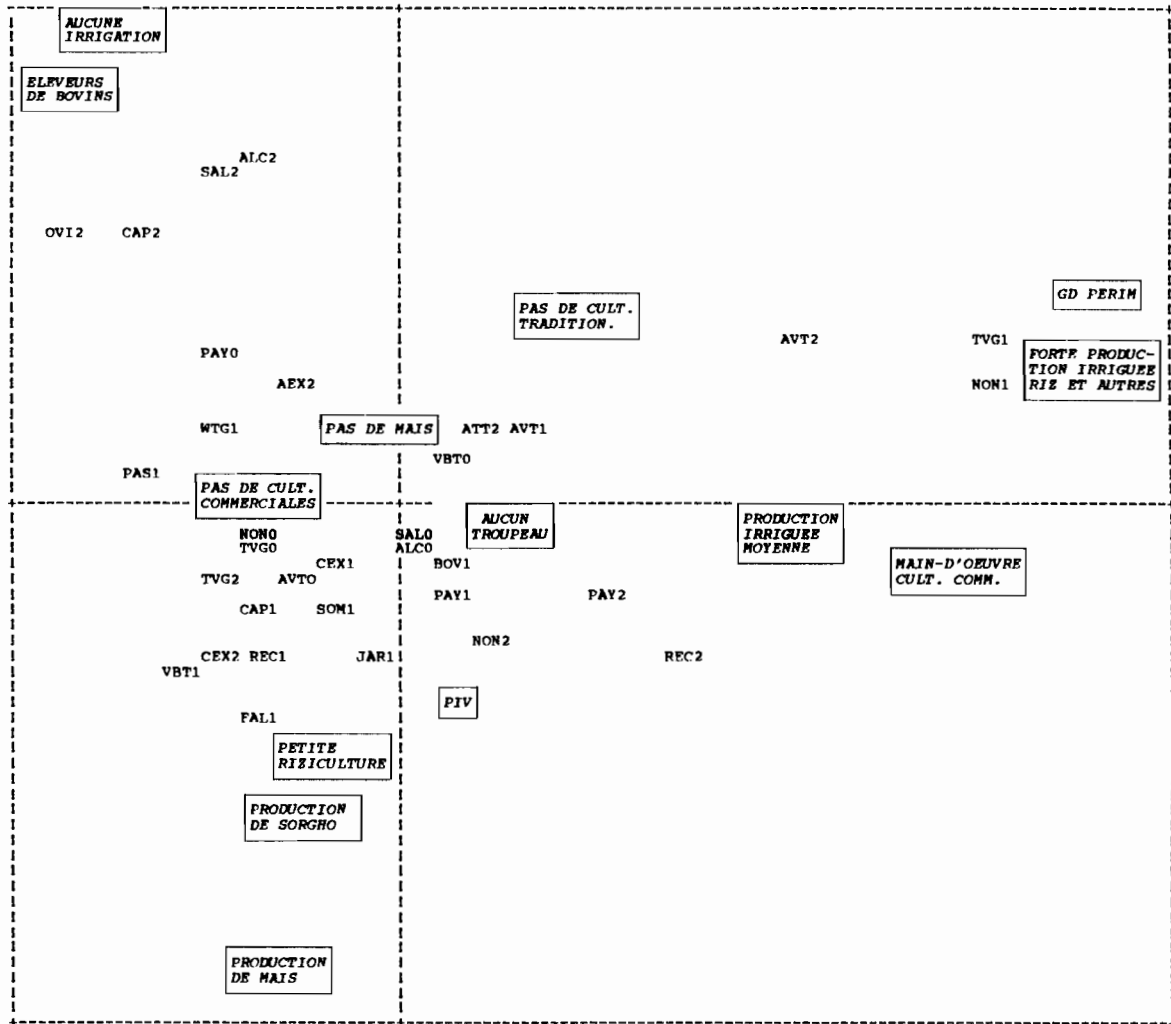 AUCUNE
IRRIGATION
ELEVEURS
DE BOVINS
ALC2
SAL2
OVI2 CAP2
GD PERIM
PAS DE CULT.
TRADITION.
AVT2 TVG1
PAY0
FORTE PRODUC-
TION IRRIGUEE
RIZ ET AUTRES
AEX2 NON1
WTG1 PAS DE MAIS ATT2 AVT1
VBT0
PAS1
PAS DE CULT.
COMMERCIALES
AUCUN
TROUPEAU
PRODUCTION
IRRIGUEE
MOYENNE
NON0 SAL0
TVG0 ALC0
CEX1 BOV1
MAIN-D'OEUVRE
CULT. COMM.
TVG2 AVTO
PAY1 PAY2
CAP1 SOM1
NON2
CEX2 REC1 JAR1 REC2
VBT1
PIV
FAL1
PETITE
RIZICULTURE
PRODUCTION
DE SORGHO
PRODUCTION
DE MAIS